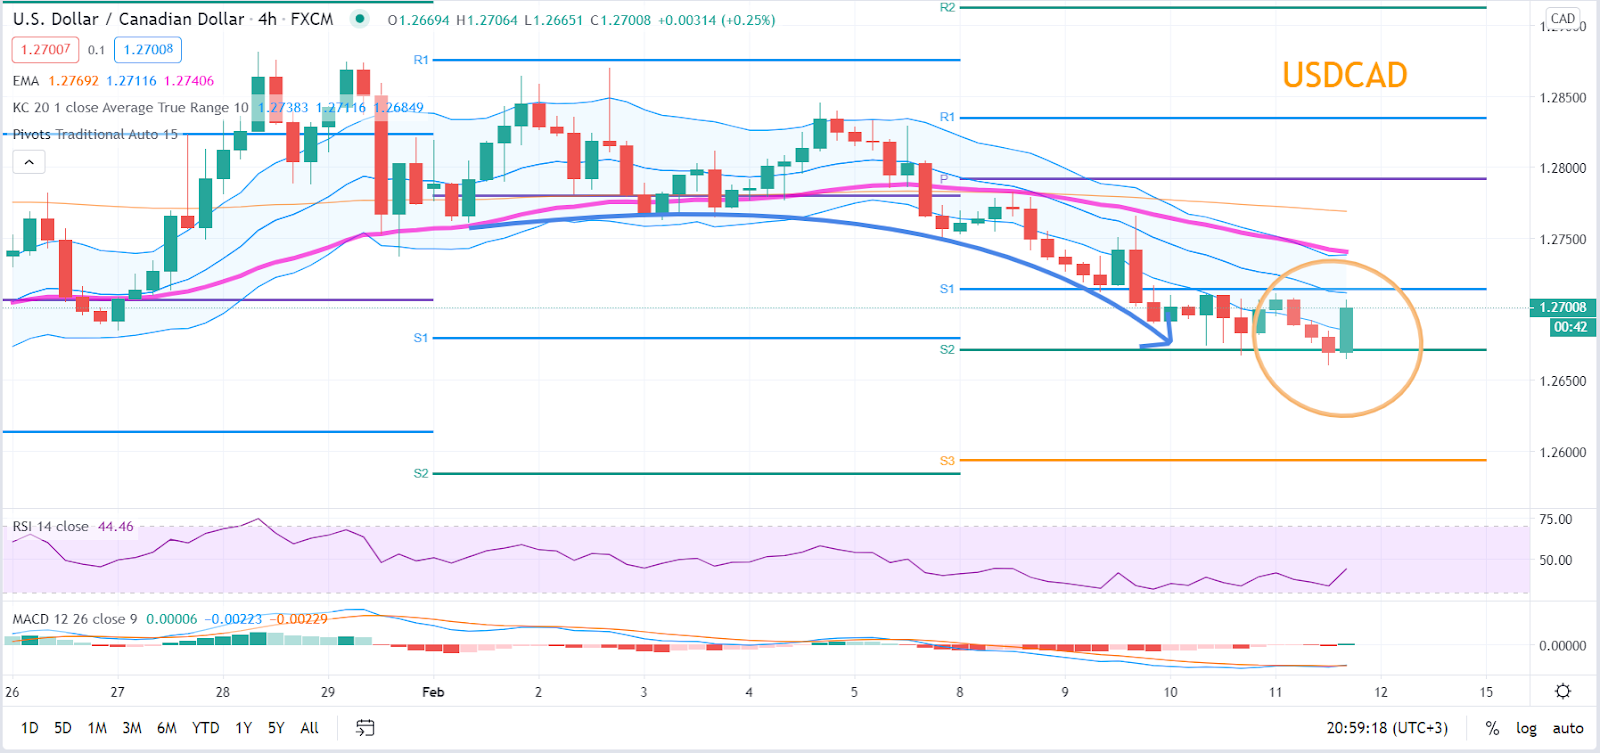 U.S. Dollar / Canadian Dollar · 4h · FXCM O1.26694 H1.27064 L1.26651 C1.27008 +0.00314 (+0.25%)
1.27007 0.1 1.27008
EMA 1.27692 1.27116 1.27406
KC 20 1 close Average True Range 10 1.27383 1.27116 1.26849
Pivots Traditional Auto 15
USDCAD
CAD
R2
R1
R1
P
S1
S1
S2
S2
S3
1.29000
1.28500
1.28000
1.27500
1.27008
00:42
1.26500
1.26000
RSI 14 close 44.46
75.00
50.00
MACD 12 26 close 9 0.00006 −0.00223 −0.00229
0.00000
26 27 28 29 Feb 2 3 4 5 8 9 10 11 12 15
1D 5D 1M 3M 6M YTD 1Y 5Y All
20:59:18 (UTC+3) % log auto